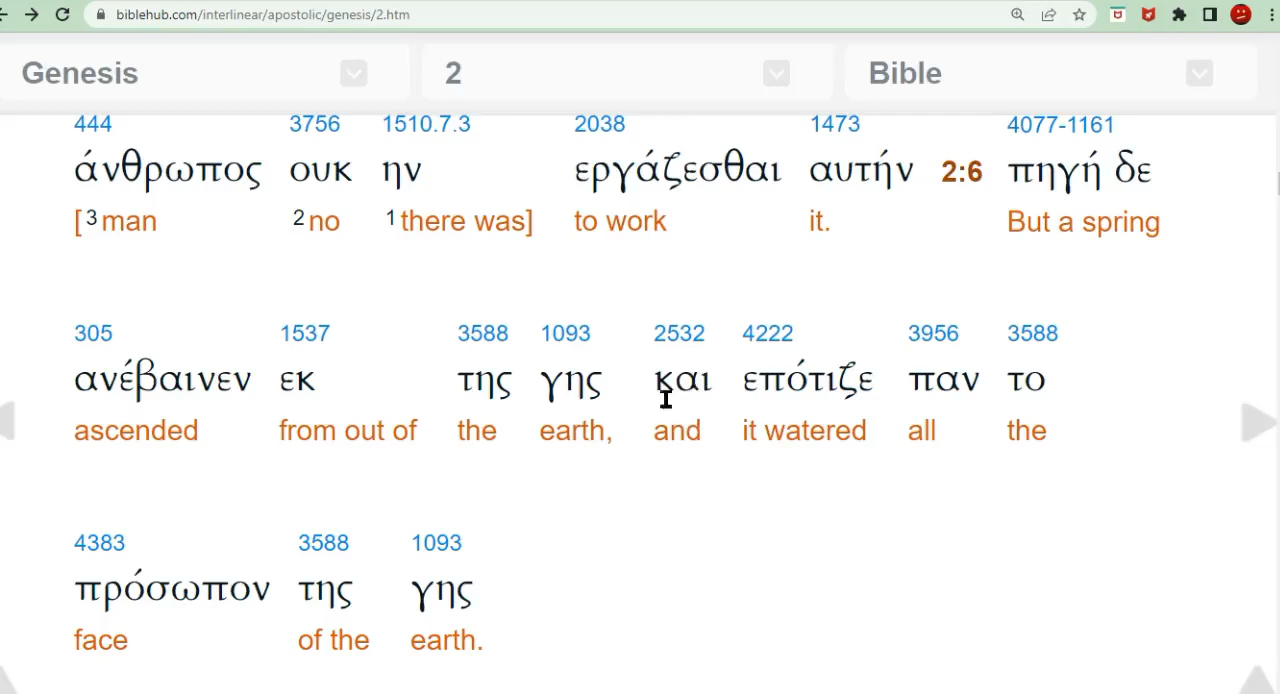 biblehub.com/interlinear/apostolic/genesis/2.htm
Genesis 2 Bible
444 3756 1510.7.3 2038 1473 4077-1161
άνθρωπος ουκ ην εργάζεσθαι αυτήν 2:6 πηγή δε
[3 man 2 no 1 there was] to work it. But a spring
305 1537 3588 1093 2532 4222 3956 3588
ανέβαινεν εκ της γης και επότιζε παν το
ascended from out of the earth, and it watered all the
4383 3588 1093
πρόσωπον της γης
face of the earth.